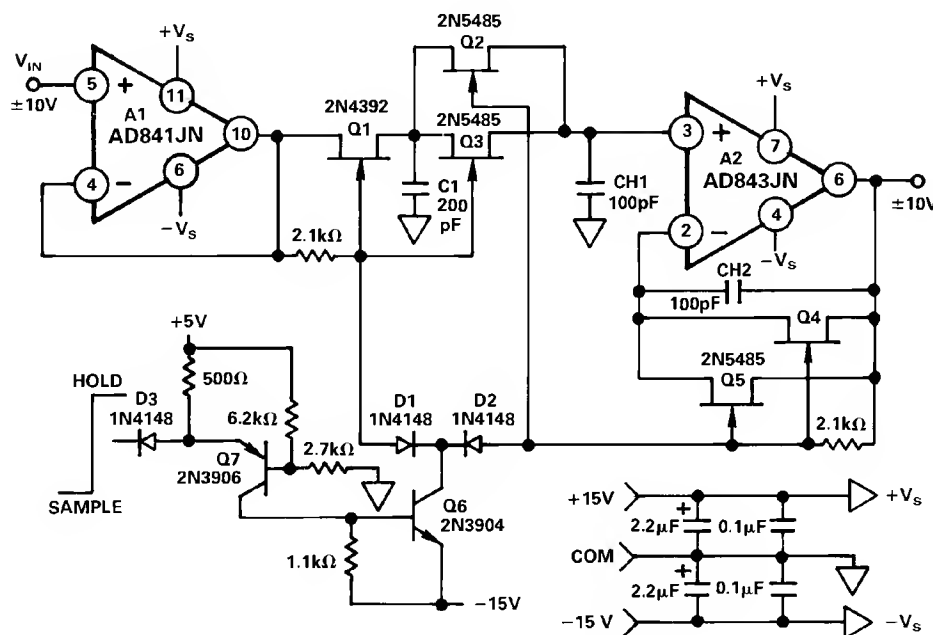 2N5485
Q2
+VS
VIN
±10V
5
+
11
A1
AD841JN
10
4
−
6
−VS
2N4392
Q1
2N5485
Q3
C1
200
pF
CH1
100pF
+VS
3
+
7
A2
AD843JN
6
±10V
2
−
4
−VS
2.1kΩ
CH2
100pF
Q4
2N5485
Q5
2.1kΩ
+5V
500Ω
HOLD
D3
1N4148
6.2kΩ
2.7kΩ
Q7
2N3906
SAMPLE
D1
1N4148
D2
1N4148
Q6
2N3904
1.1kΩ
−15V
+15V
+VS
+
2.2μF
0.1μF
COM
+
2.2μF
0.1μF
−15 V
−VS